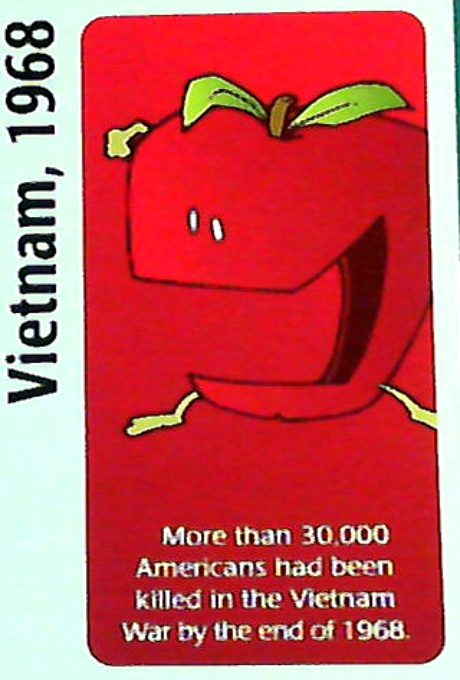 Vietnam, 1968
More than 30,000
Americans had been
killed in the Vietnam
War by the end of 1968.